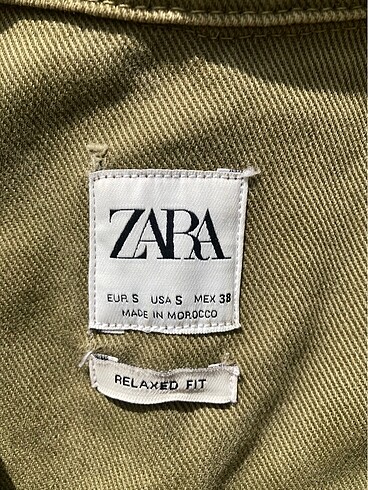 ZARA
EUR S USA S MEX 38
MADE IN MOROCCO
RELAXED FIT